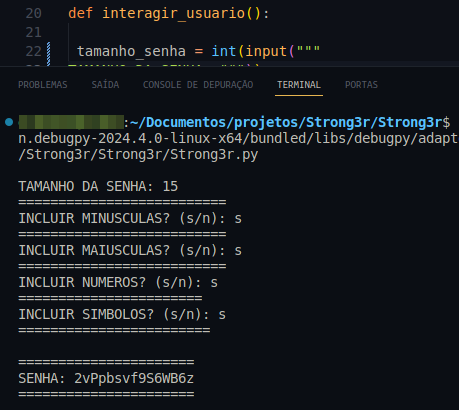 20 def interagir_usuario():
21
22 tamanho_senha = int(input("""
PROBLEMAS SAÍDA CONSOLE DE DEPURAÇÃO TERMINAL PORTAS
:~/Documentos/projetos/Strong3r/Strong3r$
n.debugpy-2024.4.0-linux-x64/bundled/libs/debugpy/adapt
/Strong3r/Strong3r/Strong3r.py
TAMANHO DA SENHA: 15
==========================
INCLUIR MINUSCULAS? (s/n): s
==========================
INCLUIR MAIUSCULAS? (s/n): s
==========================
INCLUIR NUMEROS? (s/n): s
=======================
INCLUIR SIMBOLOS? (s/n): s
========================
======================
SENHA: 2vPpbsvf9S6WB6z
======================